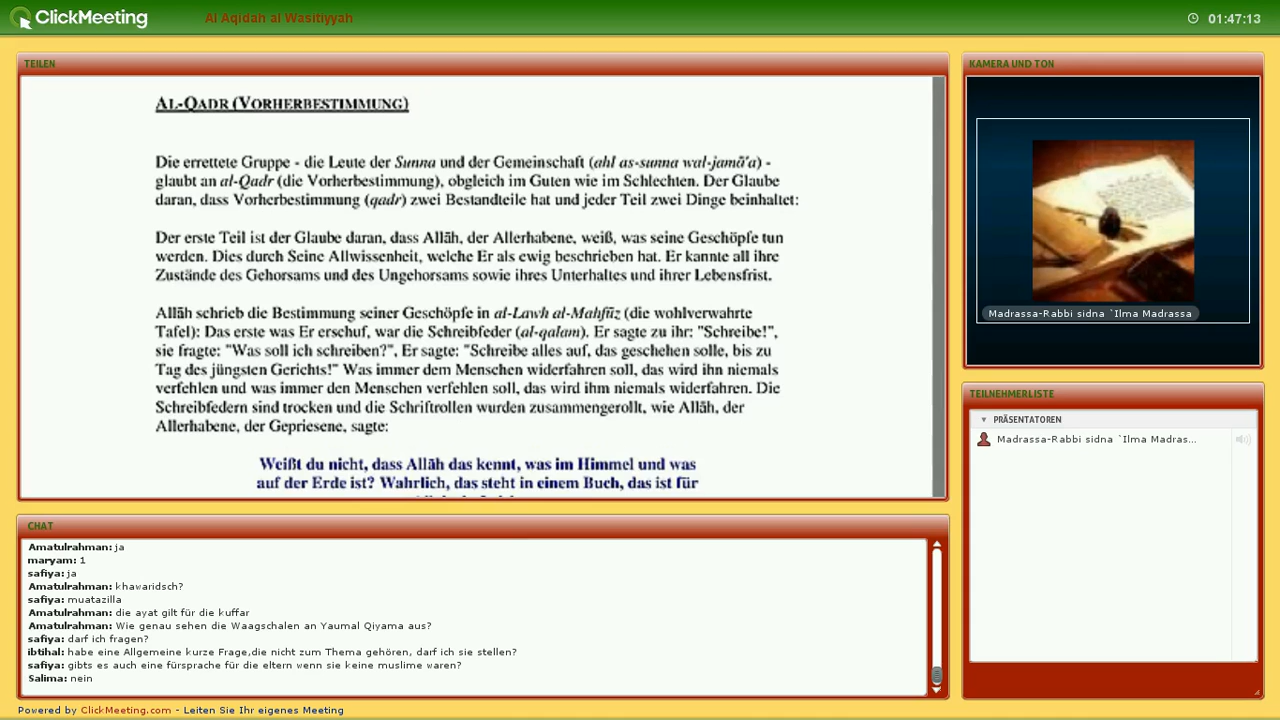 ClickMeeting
Al Aqidah al Wasitiyyah
01:47:13
TEILEN
AL-QADR (VORHERBESTIMMUNG)
Die errettete Gruppe - die Leute der Sunna und der Gemeinschaft (ahl as-sunna wal-jamā'a) -
glaubt an al-Qadr (die Vorherbestimmung), obgleich im Guten wie im Schlechten. Der Glaube
daran, dass Vorherbestimmung (qadr) zwei Bestandteile hat und jeder Teil zwei Dinge beinhaltet:
Der erste Teil ist der Glaube daran, dass Allāh, der Allerhabene, weiß, was seine Geschöpfe tun
werden. Dies durch Seine Allwissenheit, welche Er als ewig beschrieben hat. Er kannte all ihre
Zustände des Gehorsams und des Ungehorsams sowie ihres Unterhaltes und ihrer Lebensfrist.
Allāh schrieb die Bestimmung seiner Geschöpfe in al-Lawh al-Mahfūz (die wohlverwahrte
Tafel): Das erste was Er erschuf, war die Schreibfeder (al-qalam). Er sagte zu ihr: "Schreibe!",
sie fragte: "Was soll ich schreiben?", Er sagte: "Schreibe alles auf, das geschehen solle, bis zu
Tag des jüngsten Gerichts!" Was immer dem Menschen widerfahren soll, das wird ihn niemals
verfehlen und was immer den Menschen verfehlen soll, das wird ihm niemals widerfahren. Die
Schreibfedern sind trocken und die Schriftrollen wurden zusammengerollt, wie Allāh, der
Allerhabene, der Gepriesene, sagte:
Weißt du nicht, dass Allāh das kennt, was im Himmel und was
auf der Erde ist? Wahrlich, das steht in einem Buch, das ist für
KAMERA UND TON
Madrassa-Rabbi sidna `Ilma Madrassa
TEILNEHMERLISTE
PRÄSENTATOREN
Madrassa-Rabbi sidna `Ilma Madras...
CHAT
Amatulrahman: ja
maryam: 1
safiya: ja
Amatulrahman: khawaridsch?
safiya: muatazilla
Amatulrahman: die ayat gilt für die kuffar
Amatulrahman: Wie genau sehen die Waagschalen an Yaumal Qiyama aus?
safiya: darf ich fragen?
ibtihal: habe eine Allgemeine kurze Frage,die nicht zum Thema gehören, darf ich sie stellen?
safiya: gibts es auch eine fürsprache für die eltern wenn sie keine muslime waren?
Salima: nein
Powered by ClickMeeting.com - Leiten Sie Ihr eigenes Meeting